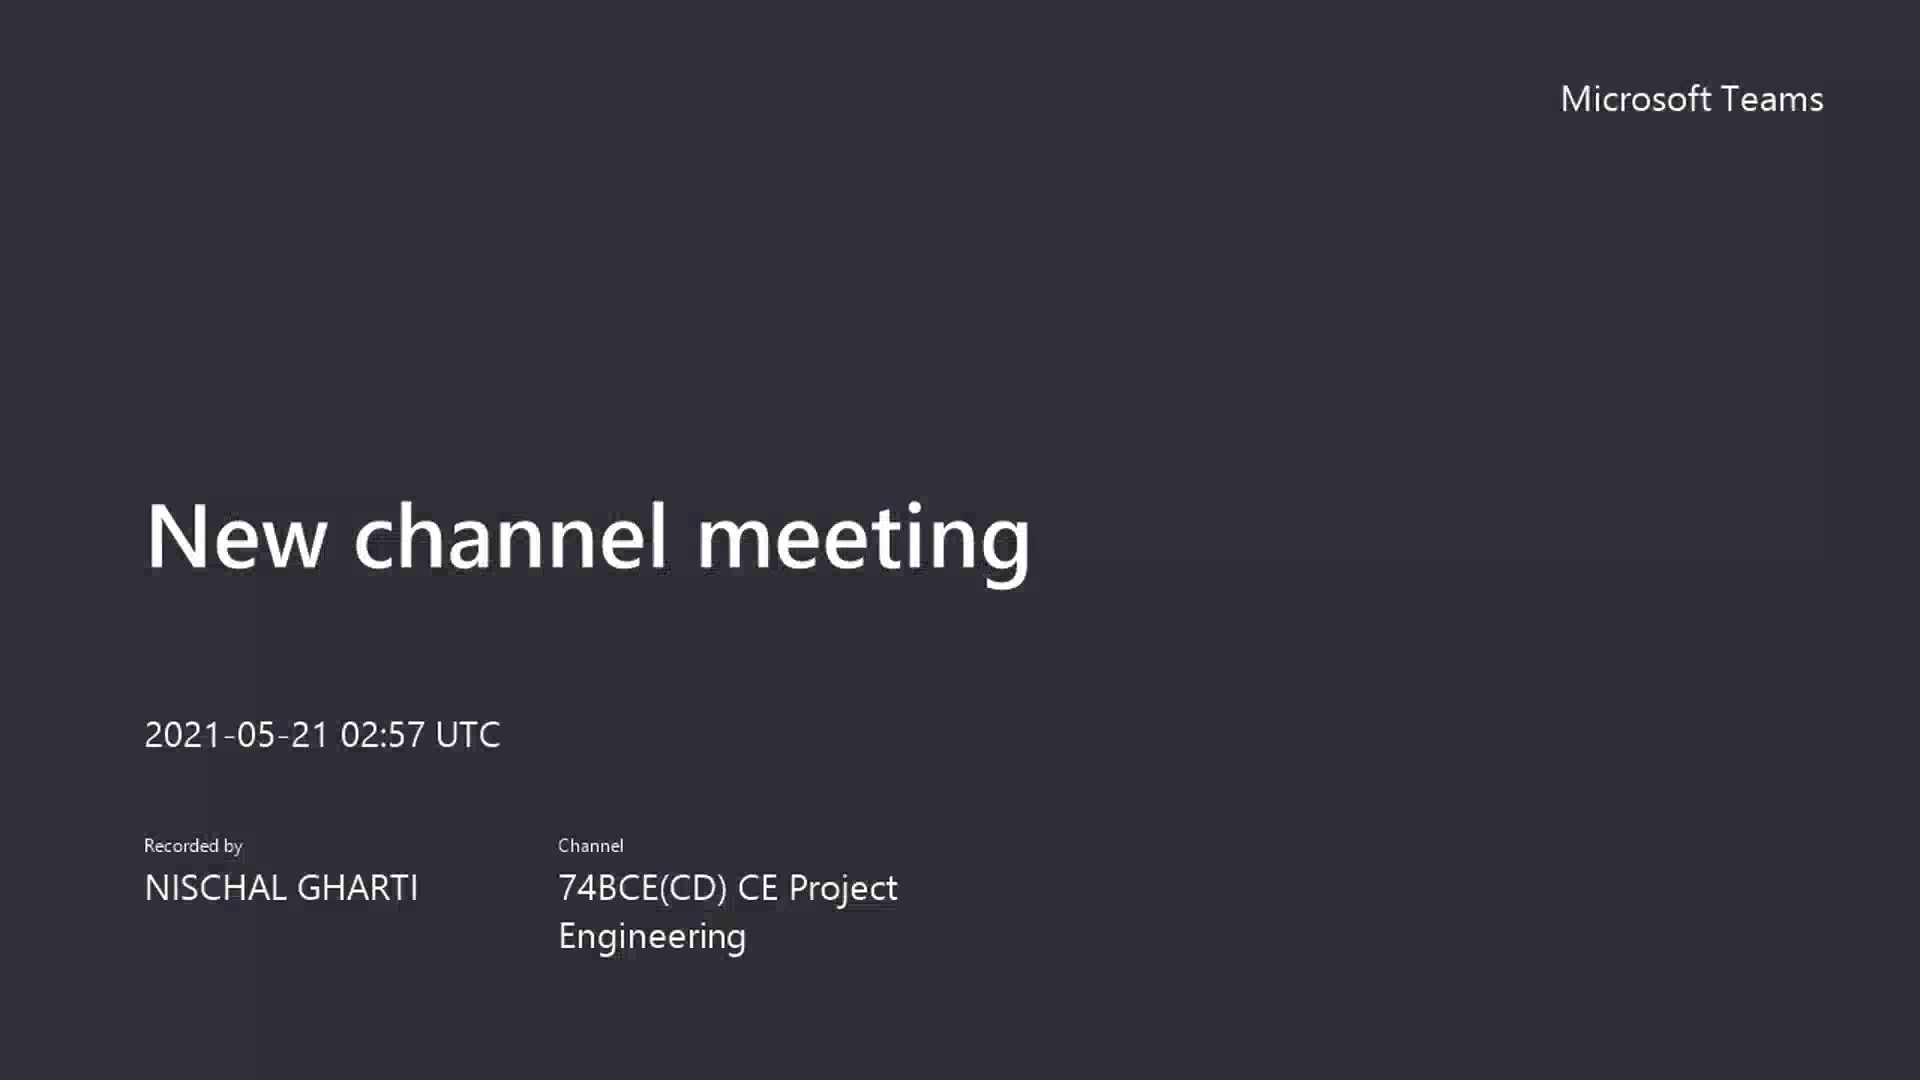 Microsoft Teams
New channel meeting
2021-05-21 02:57 UTC
Recorded by
NISCHAL GHARTI
Channel
74BCE(CD) CE Project
Engineering